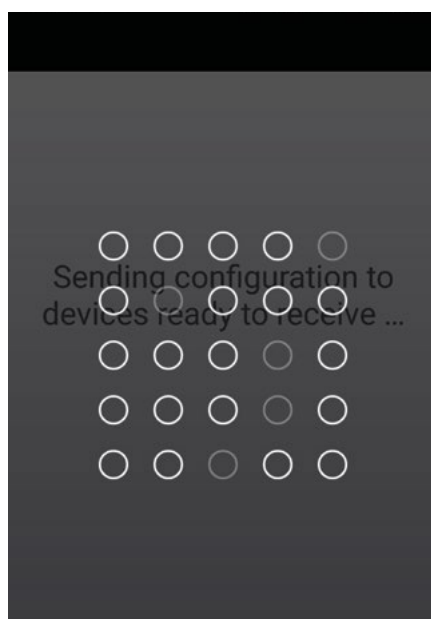 Sending configuration to
devices ready to receive ...